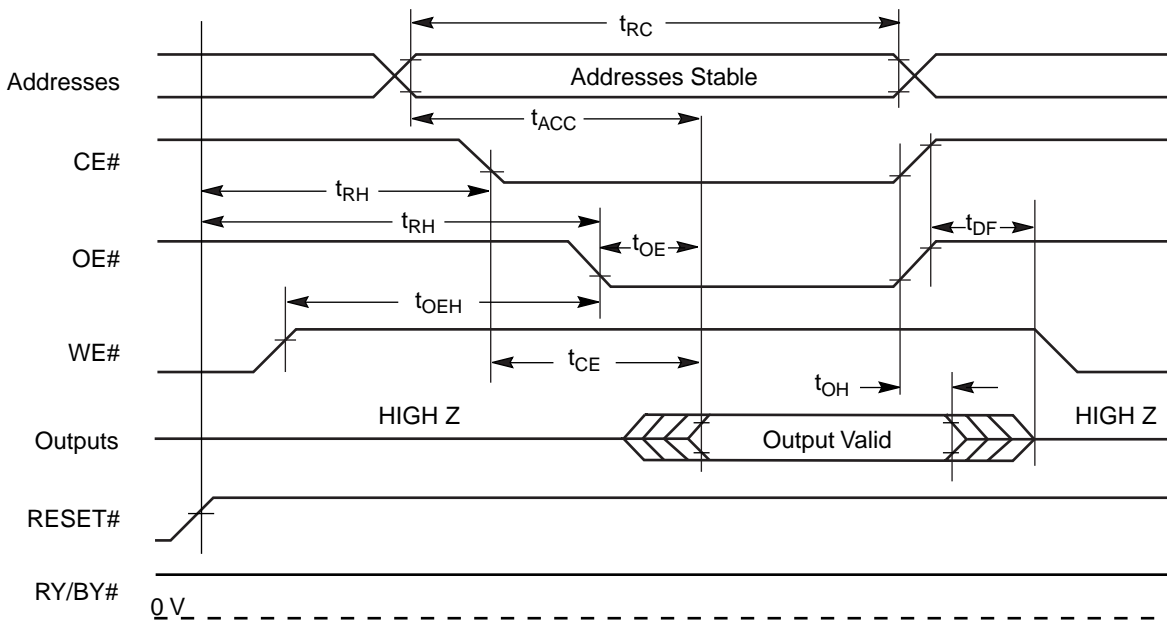 tRC
Addresses
Addresses Stable
tACC
CE#
tRH
tRH
tDF
OE#
tOE
tOEH
WE#
tCE
tOH
HIGH Z
HIGH Z
Outputs
Output Valid
RESET#
RY/BY#
0 V